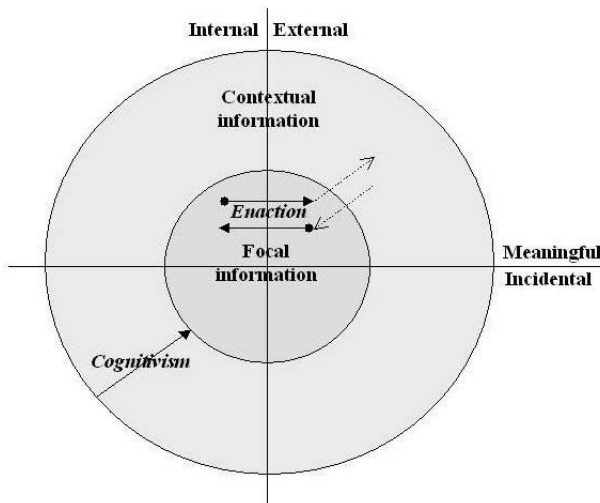 Internal External
Contextual
information
Enaction
Focal
information
Meaningful
Incidental
Cognitivism